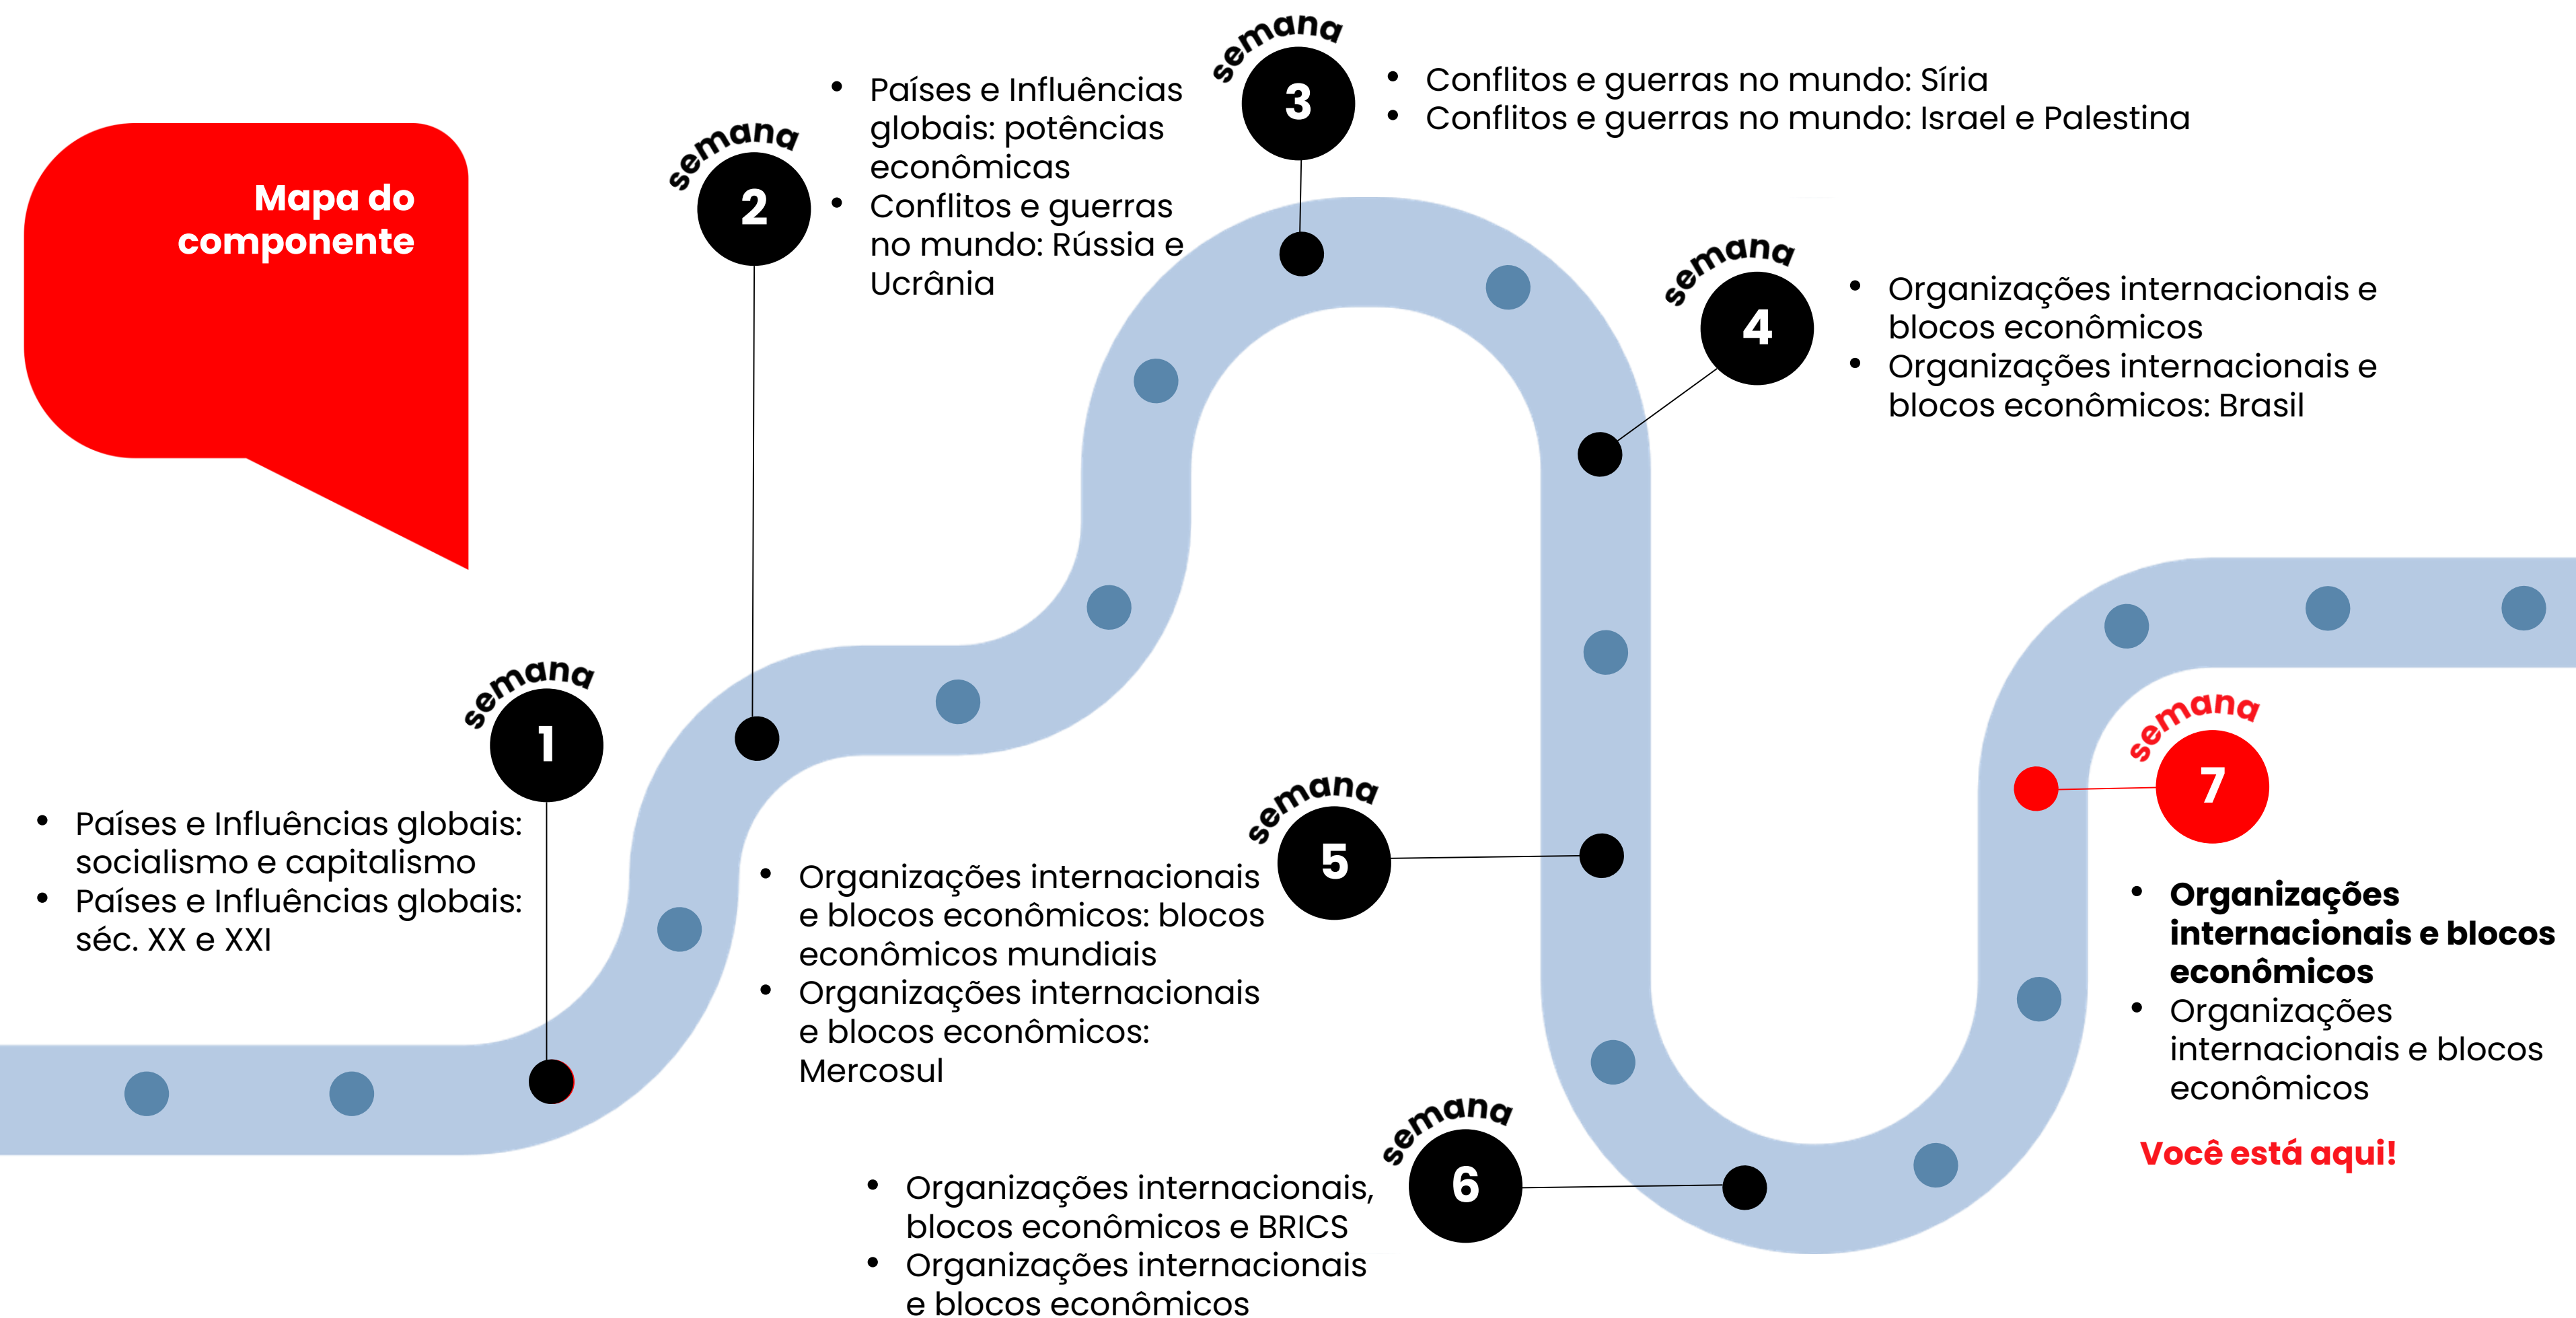 Mapa do
componente
semana
1
• Países e Influências globais:
socialismo e capitalismo
• Países e Influências globais:
séc. XX e XXI
semana
2
• Países e Influências
globais: potências
econômicas
• Conflitos e guerras
no mundo: Rússia e
Ucrânia
semana
3
• Conflitos e guerras no mundo: Síria
• Conflitos e guerras no mundo: Israel e Palestina
semana
4
• Organizações internacionais e
blocos econômicos
• Organizações internacionais e
blocos econômicos: Brasil
semana
5
• Organizações internacionais
e blocos econômicos: blocos
econômicos mundiais
• Organizações internacionais
e blocos econômicos:
Mercosul
semana
6
• Organizações internacionais,
blocos econômicos e BRICS
• Organizações internacionais
e blocos econômicos
semana
7
• Organizações
internacionais e blocos
econômicos
• Organizações
internacionais e blocos
econômicos
Você está aqui!